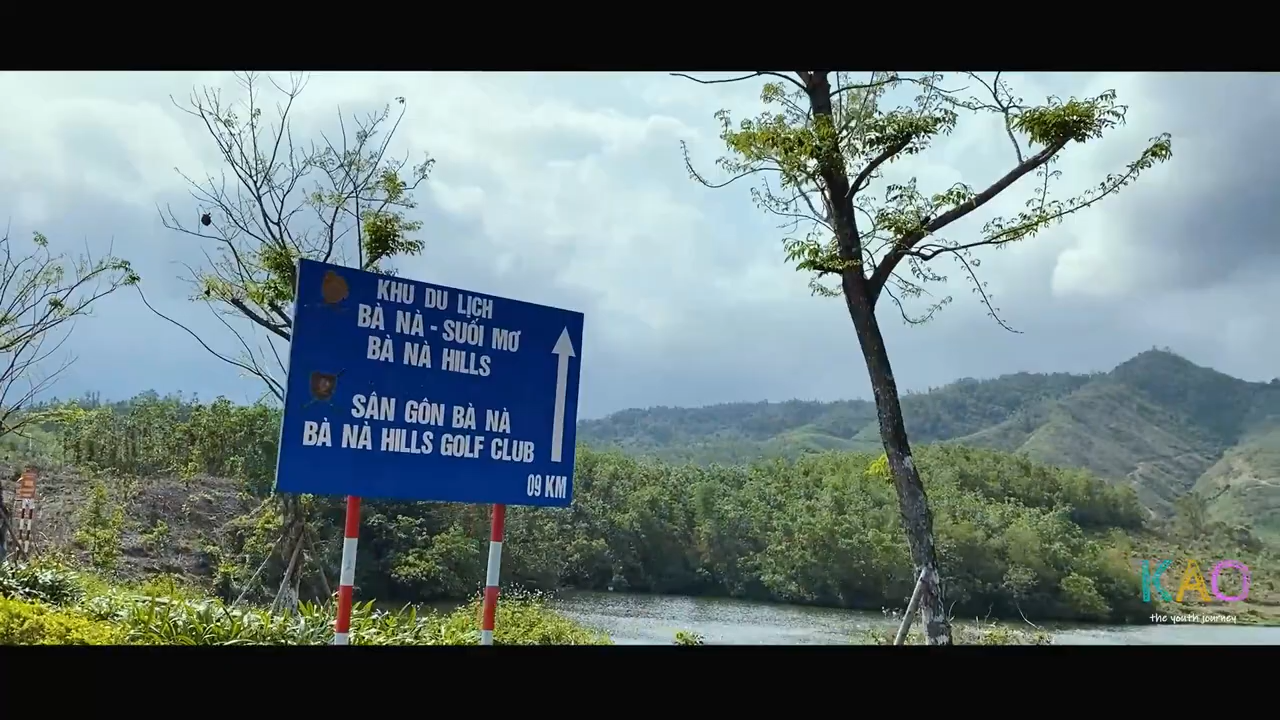 KHU DU LỊCH
BÀ NÀ - SUỐI MƠ
BÀ NÀ HILLS
SÂN GÔN BÀ NÀ
BÀ NÀ HILLS GOLF CLUB
09 KM
KAO
the youth journey